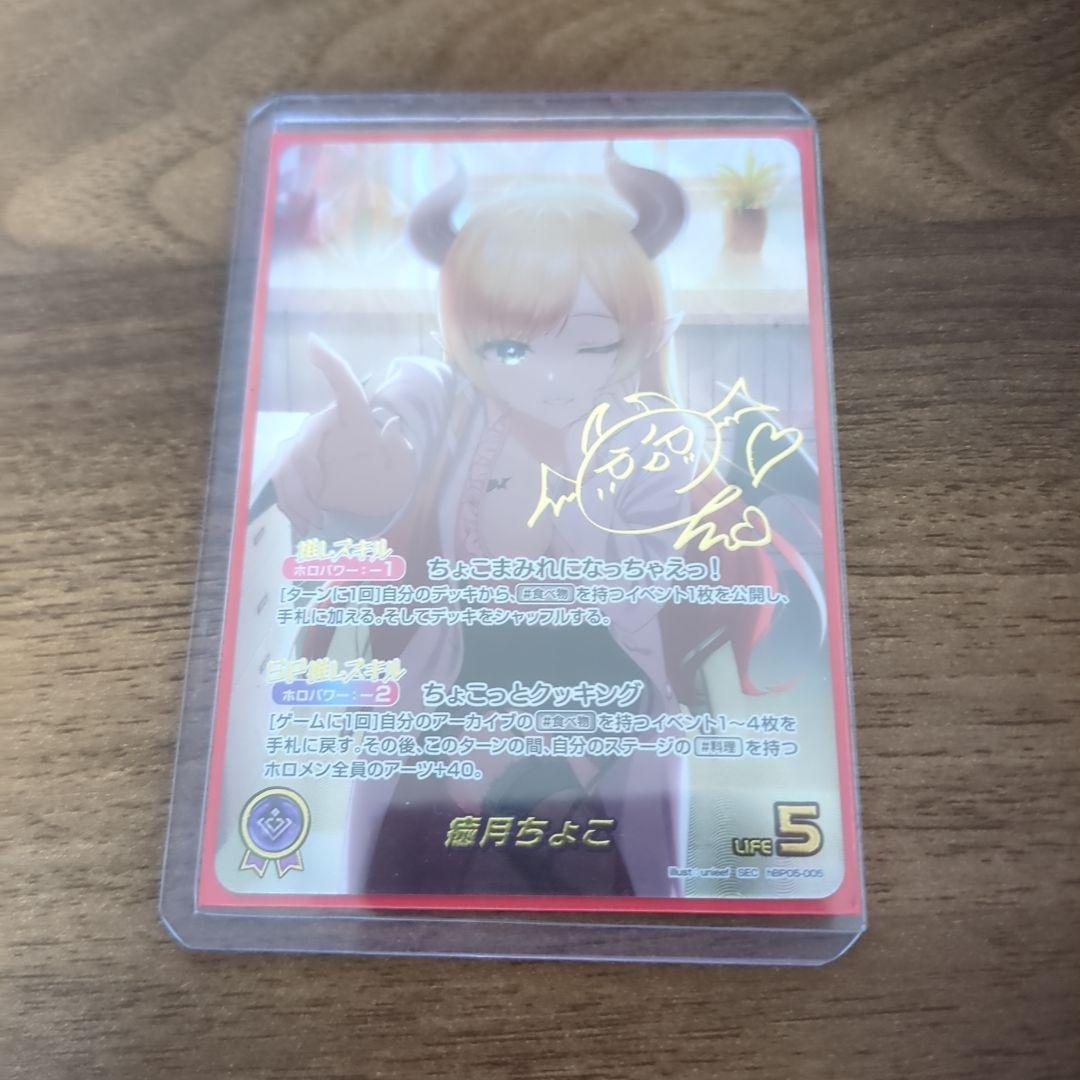 推しスキル
ホロパワー:-1 ちょこまみれになっちゃえっ!
[ターンに1回]自分のデッキから、#食べ物を持つイベント1枚を公開し、
手札に加える。そしてデッキをシャッフルする。
SP推しスキル
ホロパワー:-2 ちょこっとクッキング
[ゲームに1回]自分のアーカイブの#食べ物を持つイベント1~4枚を
手札に戻す。その後、このターンの間、自分のステージの#料理を持つ
ホロメン全員のアーツ+40。
癒月ちょこ
LIFE 5
illust unieef SEC hBP05-005